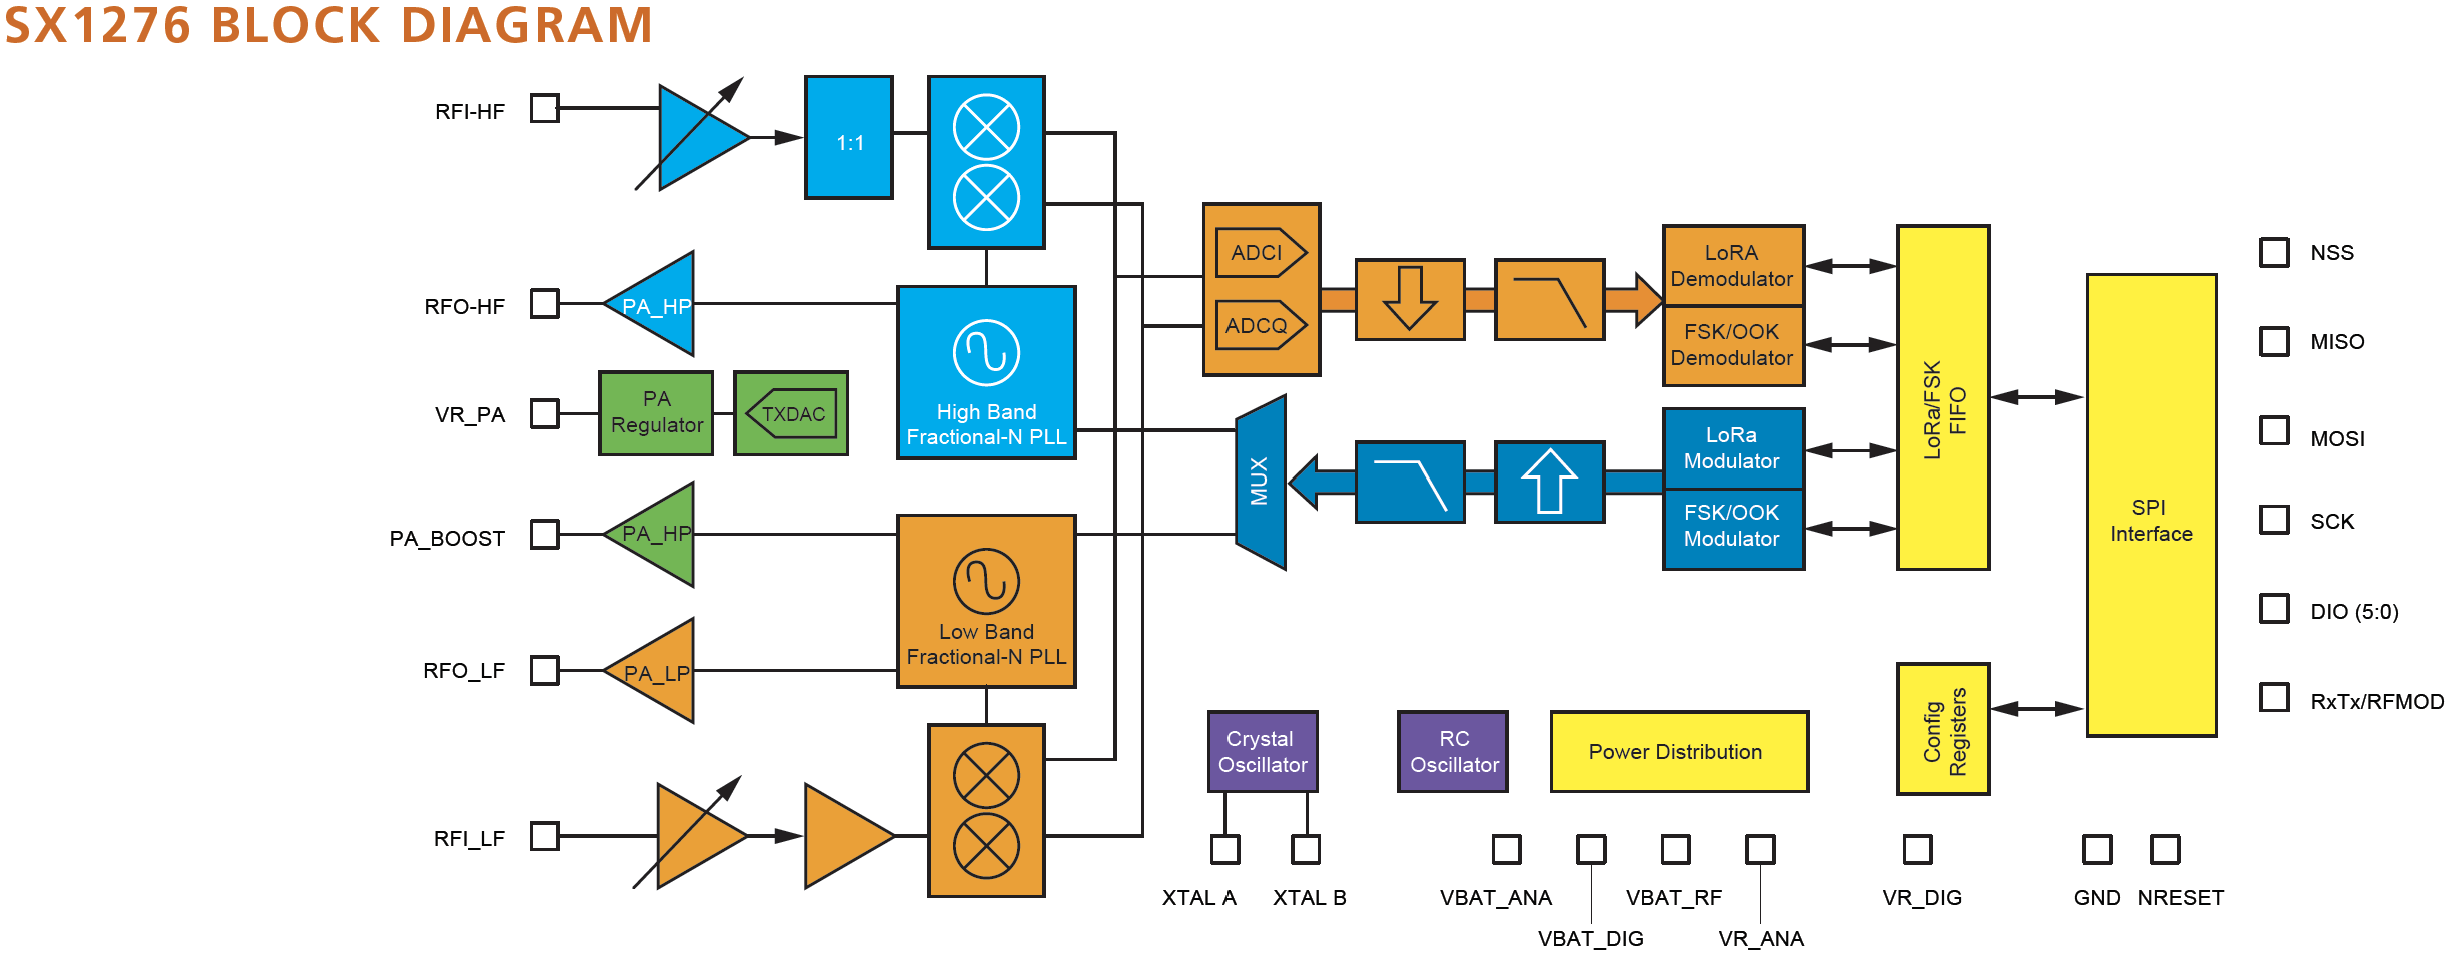 SX1276 BLOCK DIAGRAM
RFI-HF
1:1
RFO-HF
PA_HP
High Band
Fractional-N PLL
VR_PA
PA
Regulator
TXDAC
PA_BOOST
PA_HP
Low Band
Fractional-N PLL
RFO_LF
PA_LP
RFI_LF
ADCI
ADCQ
MUX
LoRA
Demodulator
FSK/OOK
Demodulator
LoRa
Modulator
FSK/OOK
Modulator
LoRa/FSK
FIFO
SPI
Interface
Config
Registers
NSS
MISO
MOSI
SCK
DIO (5:0)
RxTx/RFMOD
Crystal
Oscillator
RC
Oscillator
Power Distribution
XTAL A
XTAL B
VBAT_ANA
VBAT_DIG
VBAT_RF
VR_ANA
VR_DIG
GND
NRESET